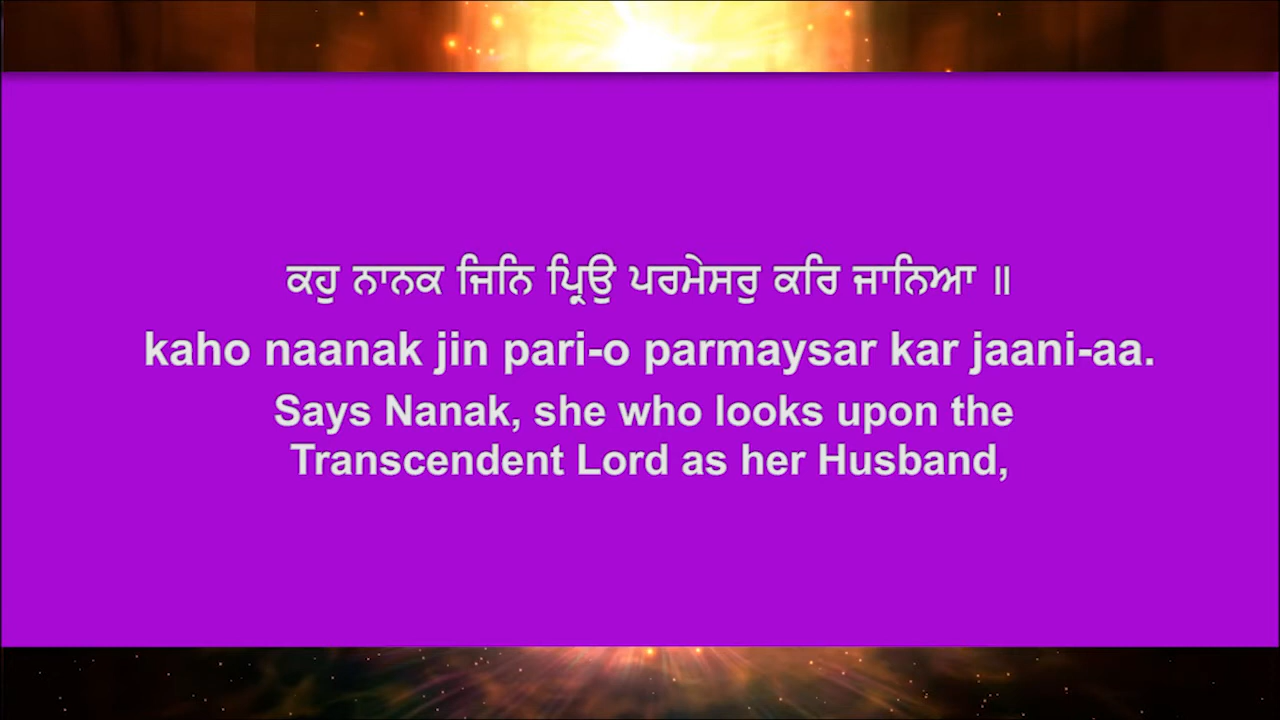 ਕਹੁ ਨਾਨਕ ਜਿਨਿ ਪ੍ਰਿਉ ਪਰਮੇਸਰੁ ਕਰਿ ਜਾਨਿਆ ॥
kaho naanak jin pari-o parmaysar kar jaani-aa.
Says Nanak, she who looks upon the
Transcendent Lord as her Husband,